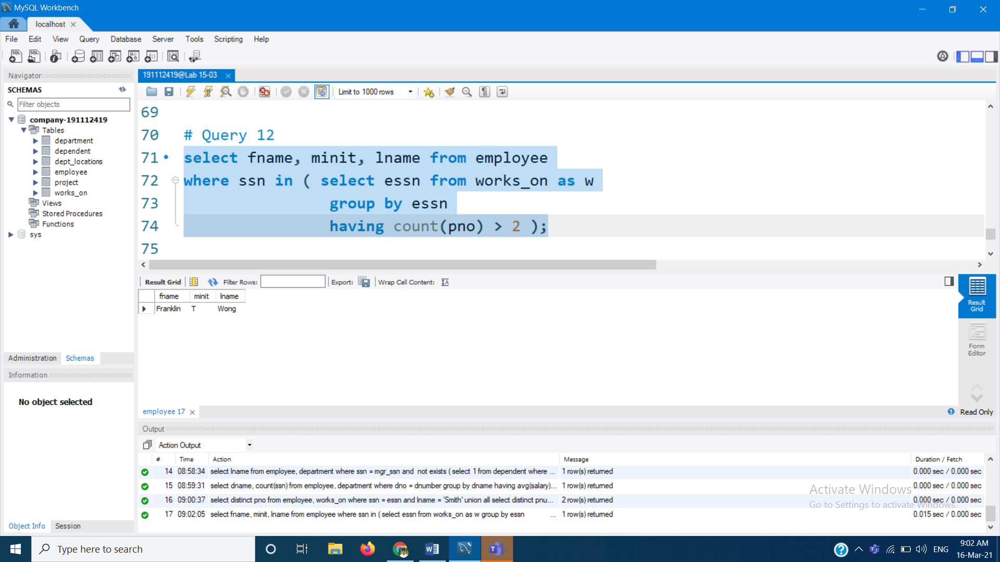 MySQL Workbench
localhost
File Edit View Query Database Server Tools Scripting Help
Navigator
SCHEMAS
Filter objects
company-191112419
Tables
department
dependent
dept_locations
employee
project
works_on
Views
Stored Procedures
Functions
sys
Administration Schemas
Information
No object selected
Object Info Session
191112419@Lab 15-03
Limit to 1000 rows
69
70 # Query 12
71 select fname, minit, lname from employee
72 where ssn in ( select essn from works_on as w
73 group by essn
74 having count(pno) > 2 );
75
Result Grid Filter Rows: Export: Wrap Cell Content:
fname minit lname
Franklin T Wong
Result Grid
Form Editor
employee 17
Read Only
Output
Action Output
# Time Action Message Duration / Fetch
14 08:58:34 select lname from employee, department where ssn = mgr_ssn and not exists ( select 1 from dependent where ... 1 row(s) returned 0.000 sec / 0.000 sec
15 08:59:31 select dname, count(ssn) from employee, department where dno = dnumber group by dname having avg(salary)... 1 row(s) returned 0.000 sec / 0.000 sec
16 09:00:37 select distinct pno from employee, works_on where ssn = essn and lname = 'Smith' union all select distinct pnu... 2 row(s) returned 0.000 sec / 0.000 sec
17 09:02:05 select fname, minit, lname from employee where ssn in ( select essn from works_on as w group by essn ... 1 row(s) returned 0.015 sec / 0.000 sec
Activate Windows
Go to Settings to activate Windows.
Type here to search
ENG
9:02 AM
16-Mar-21